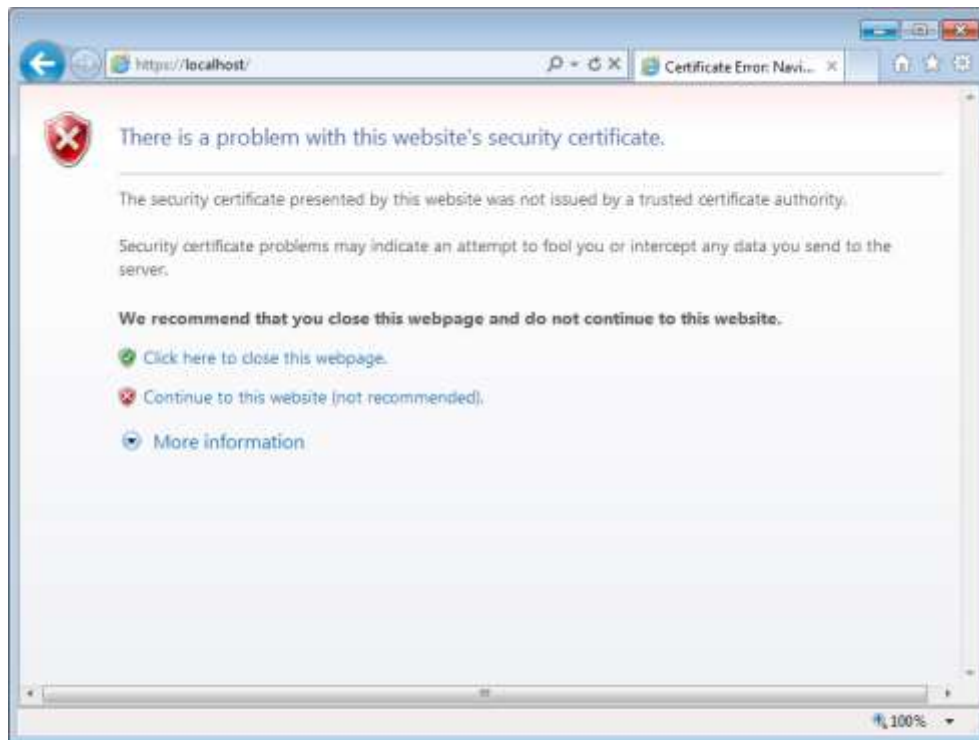 https://localhost/
Certificate Error: Navi...
There is a problem with this website's security certificate.
The security certificate presented by this website was not issued by a trusted certificate authority.
Security certificate problems may indicate an attempt to fool you or intercept any data you send to the
server.
We recommend that you close this webpage and do not continue to this website.
Click here to close this webpage.
Continue to this website (not recommended).
More information
100%